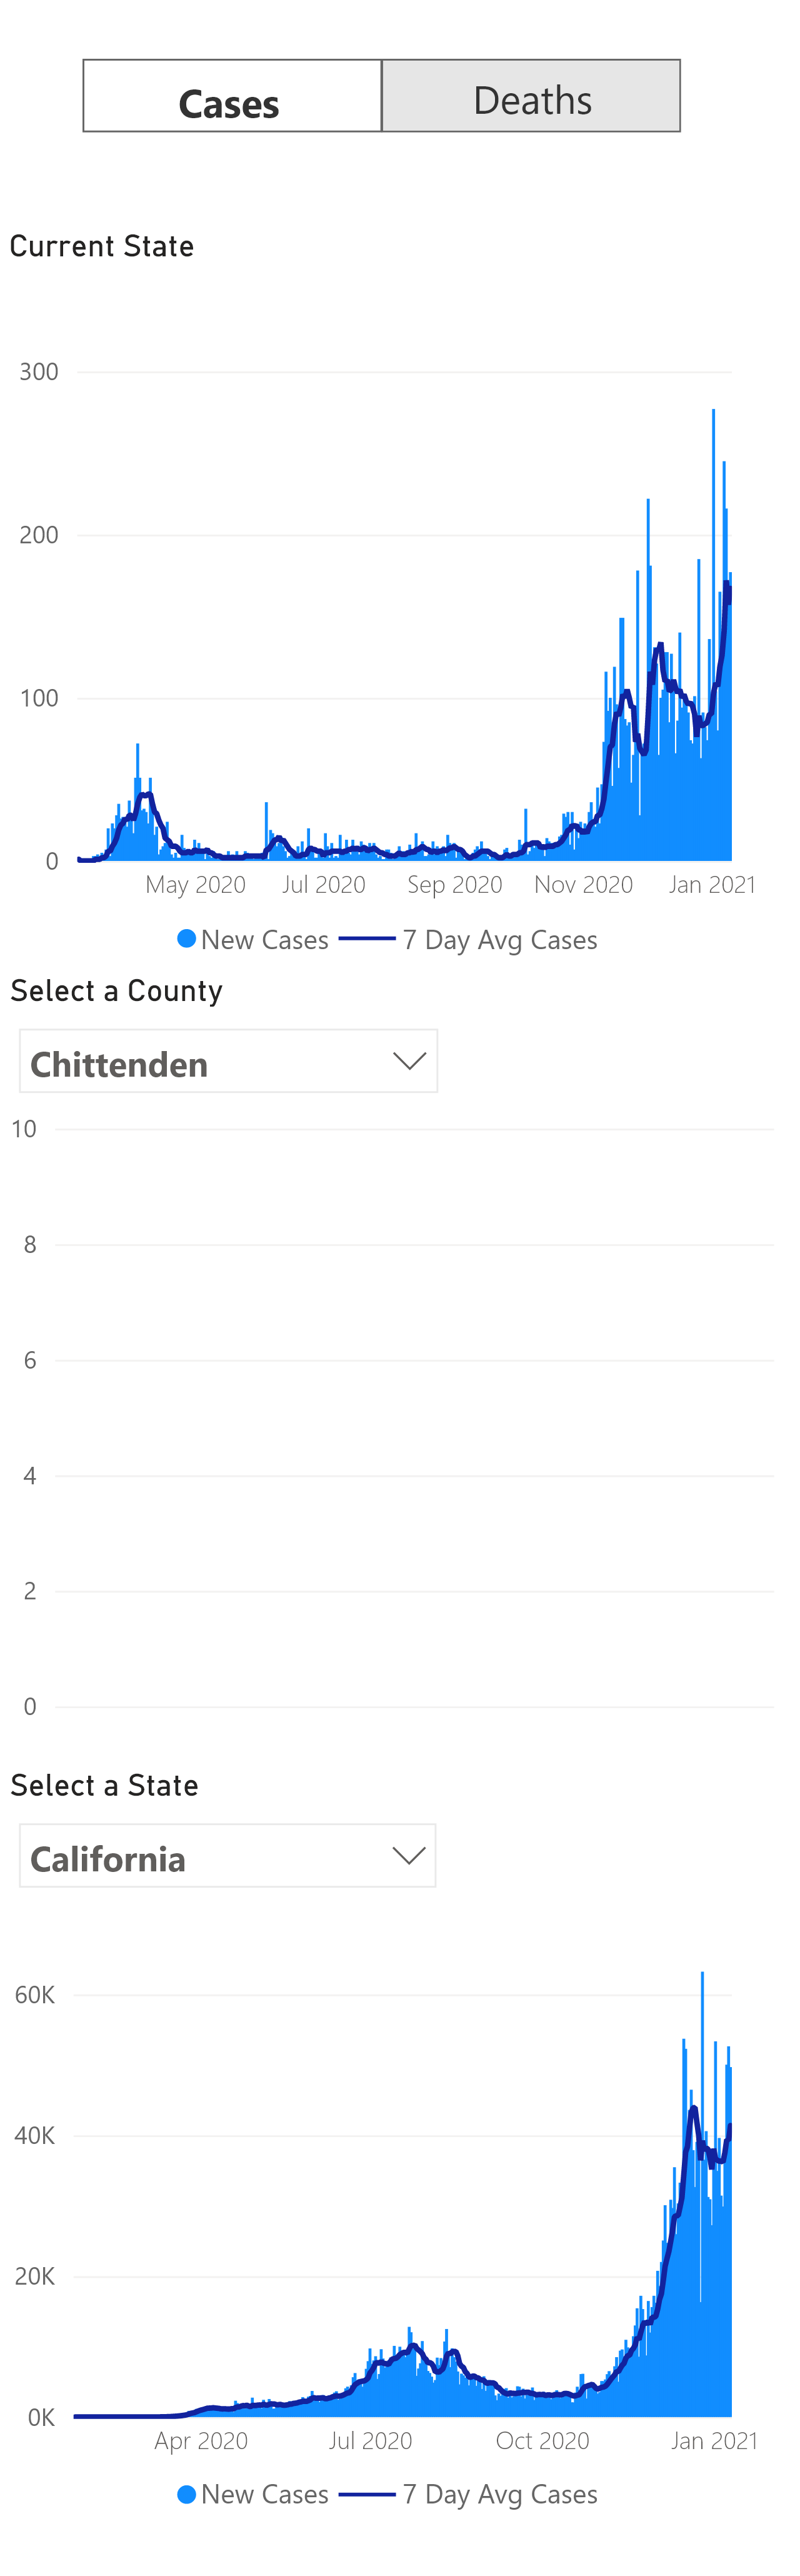 Cases Deaths
Current State
300
200
100
0
May 2020 Jul 2020 Sep 2020 Nov 2020 Jan 2021
New Cases 7 Day Avg Cases
Select a County
Chittenden
10
8
6
4
2
0
Select a State
California
60K
40K
20K
0K
Apr 2020 Jul 2020 Oct 2020 Jan 2021
New Cases 7 Day Avg Cases